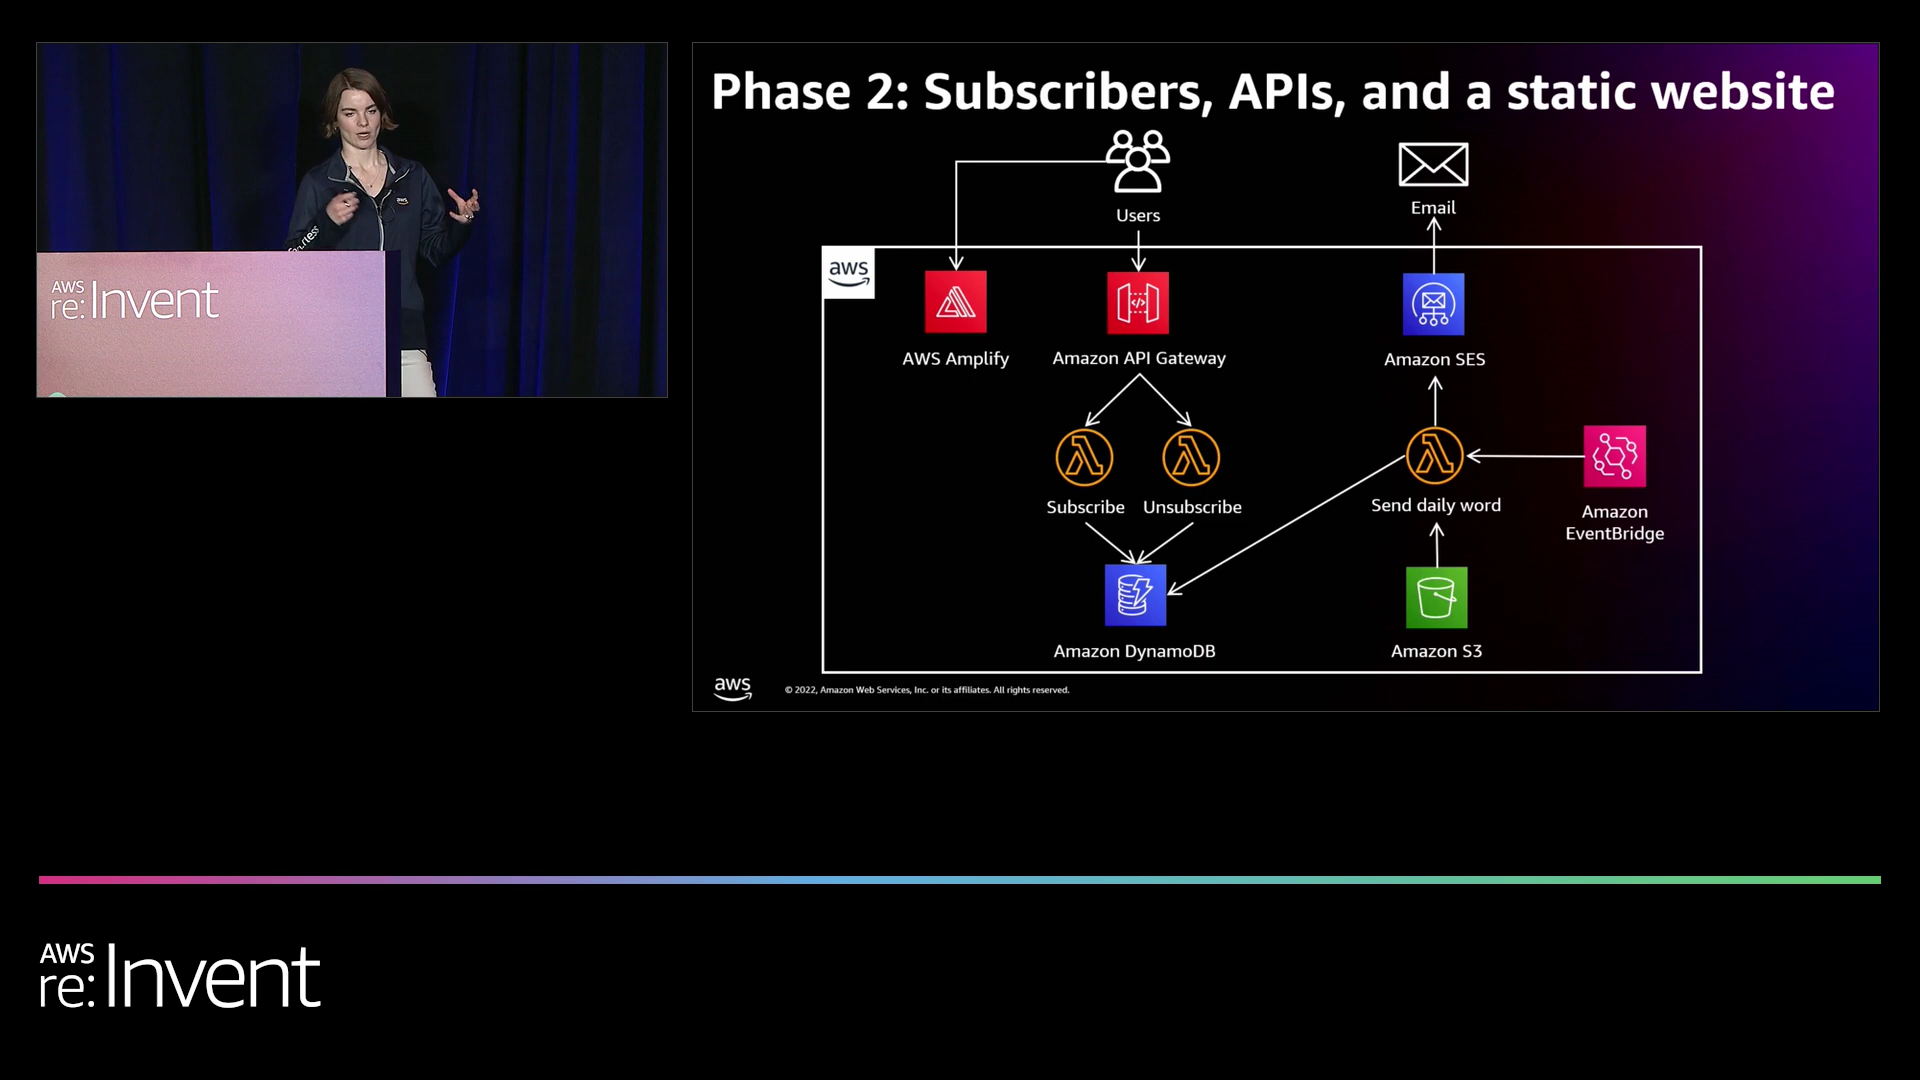 AWS
re:Invent
aws
Phase 2: Subscribers, APIs, and a static website
Users
Email
aws
AWS Amplify
Amazon API Gateway
Amazon SES
Subscribe
Unsubscribe
Send daily word
Amazon
EventBridge
Amazon DynamoDB
Amazon S3
aws
© 2022, Amazon Web Services, Inc. or its affiliates. All rights reserved.
AWS
re:Invent